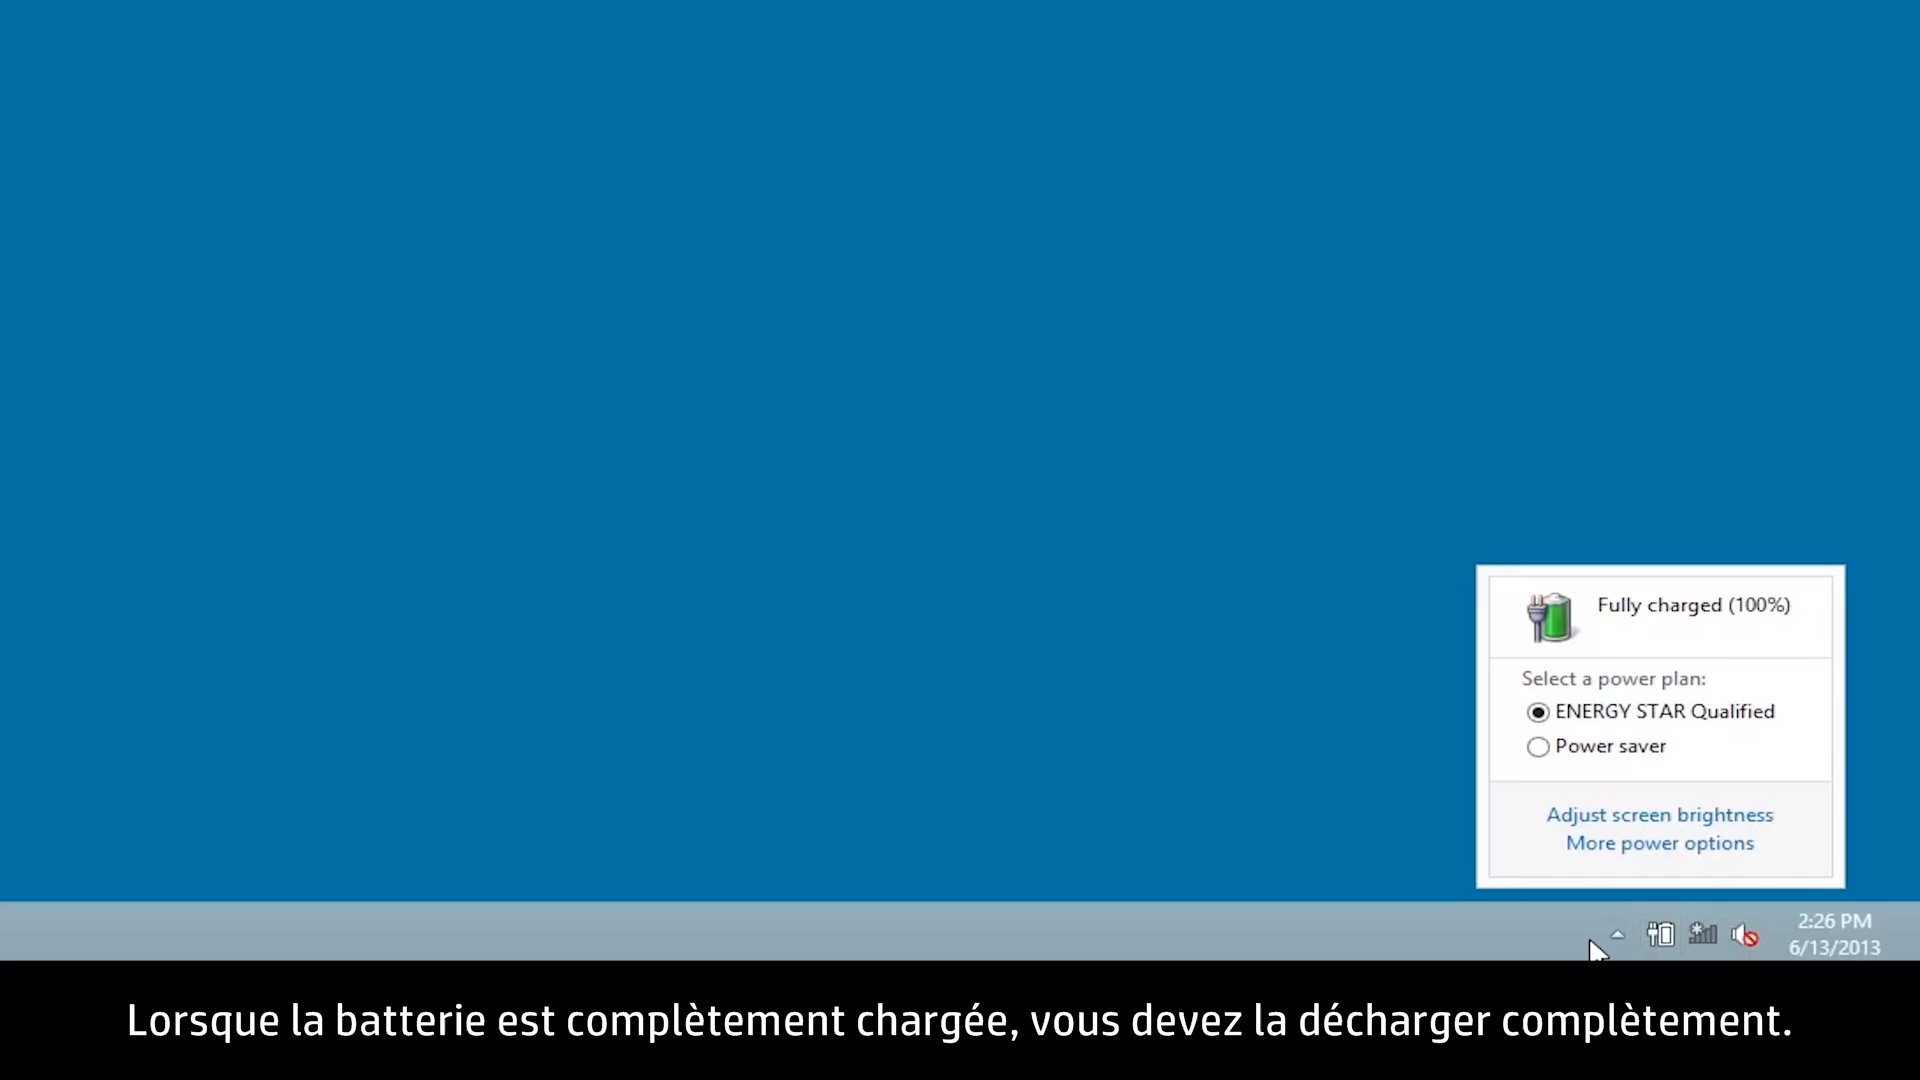 Fully charged (100%)
Select a power plan:
ENERGY STAR Qualified
Power saver
Adjust screen brightness
More power options
2:26 PM
6/13/2013
Lorsque la batterie est complètement chargée, vous devez la décharger complètement.